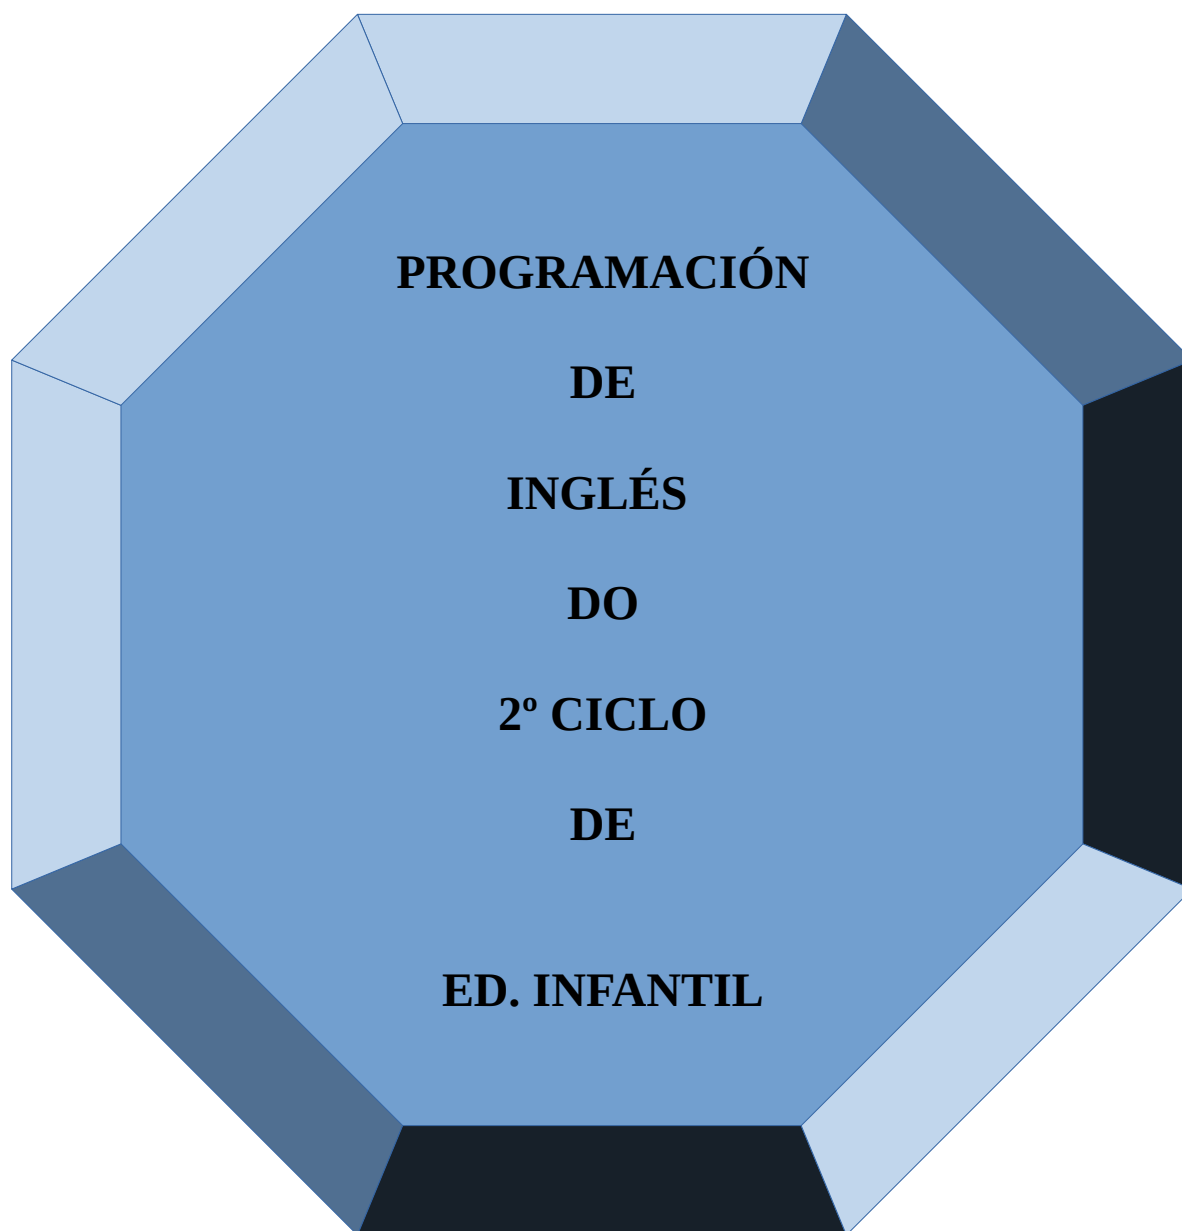 PROGRAMACIÓN
DE
INGLÉS
DO
2º CICLO
DE
ED. INFANTIL